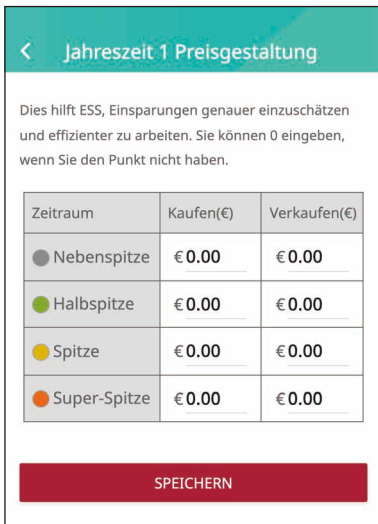 Jahreszeit 1 Preisgestaltung
Dies hilft ESS, Einsparungen genauer einzuschätzen
und effizienter zu arbeiten. Sie können 0 eingeben,
wenn Sie den Punkt nicht haben.
Zeitraum Kaufen(€) Verkaufen(€)
Nebenspitze €0.00 €0.00
Halbspitze €0.00 €0.00
Spitze €0.00 €0.00
Super-Spitze €0.00 €0.00
SPEICHERN